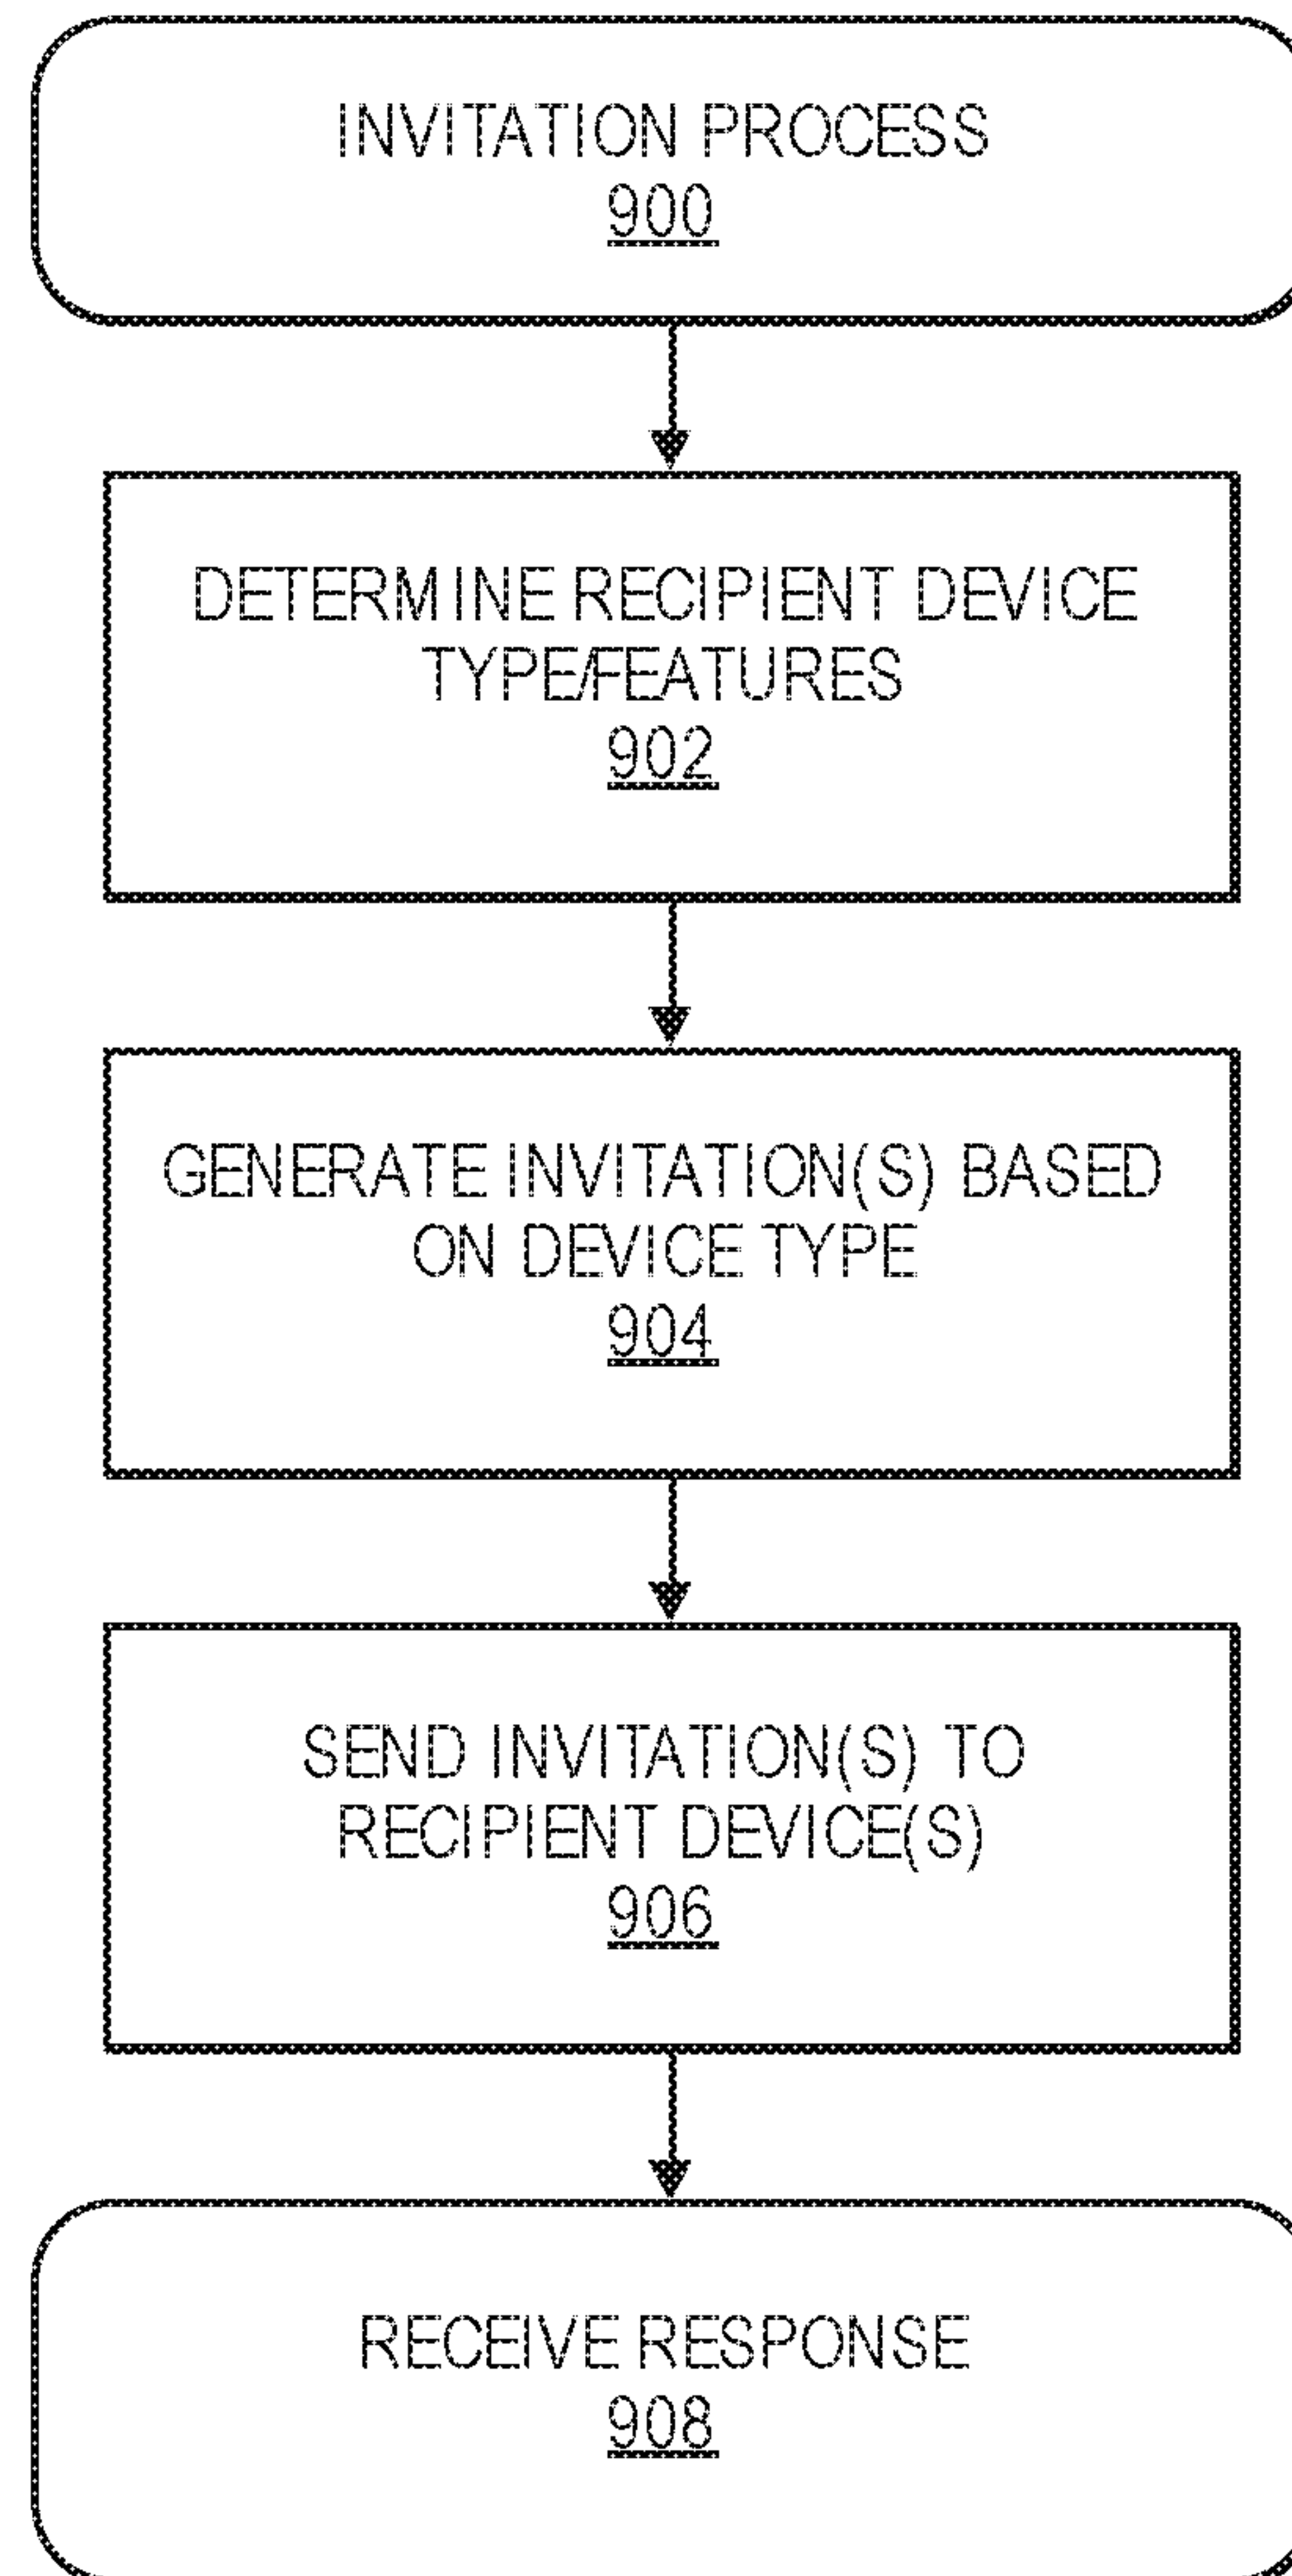 INVITATION PROCESS
900
DETERMINE RECIPIENT DEVICE
TYPE/FEATURES
902
GENERATE INVITATION(S) BASED
ON DEVICE TYPE
904
SEND INVITATION(S) TO
RECIPIENT DEVICE(S)
906
RECEIVE RESPONSE
908